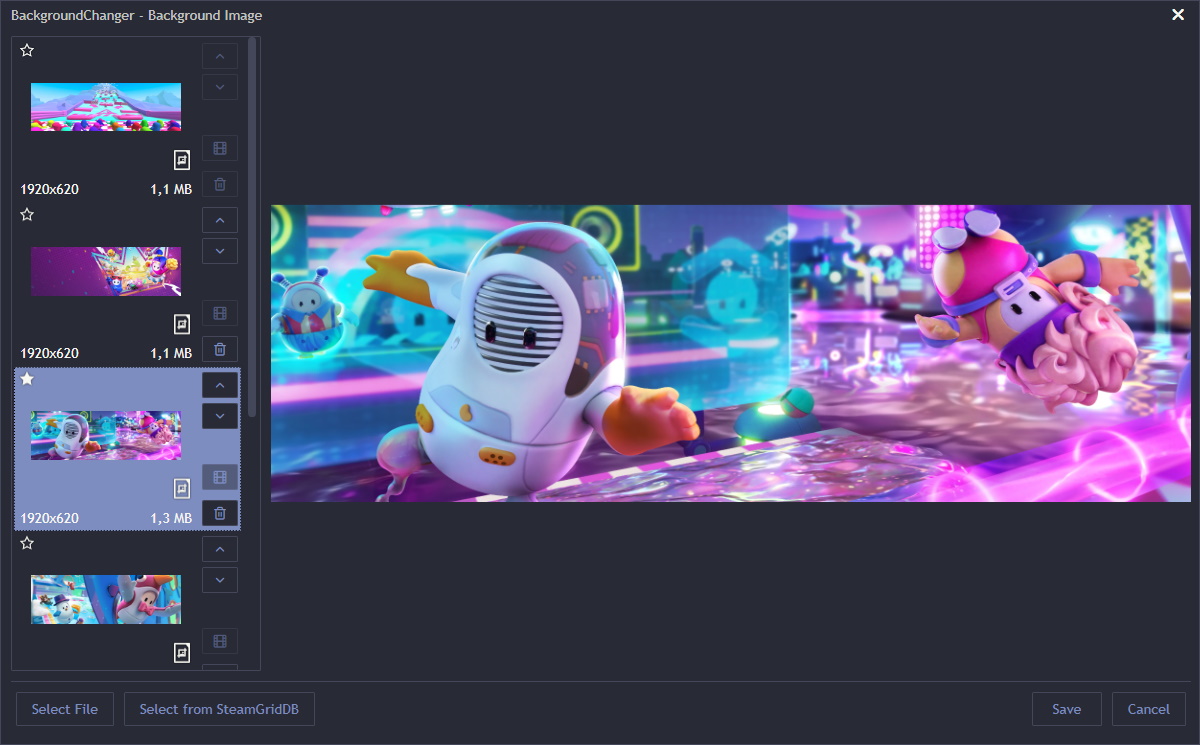 BackgroundChanger - Background Image
1920x620 1,1 MB
1920x620 1,1 MB
1920x620 1,3 MB
Select File
Select from SteamGridDB
Save
Cancel